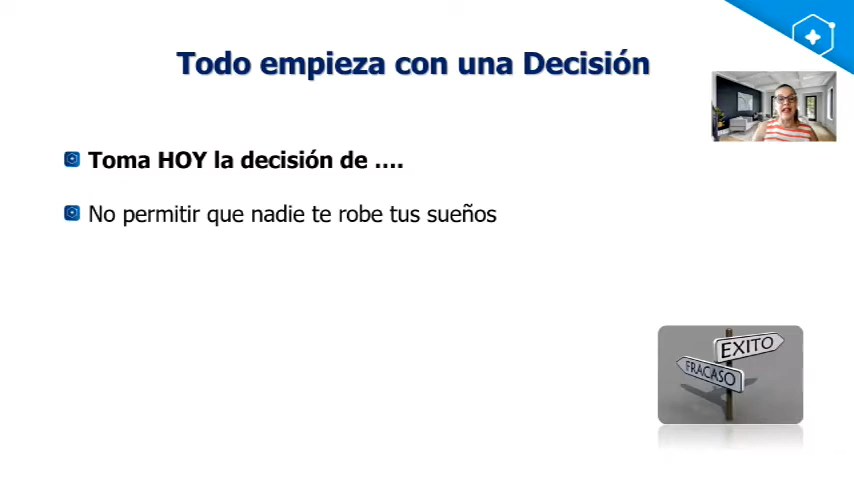 Todo empieza con una Decisión
Toma HOY la decisión de ....
No permitir que nadie te robe tus sueños
EXITO
FRACASO